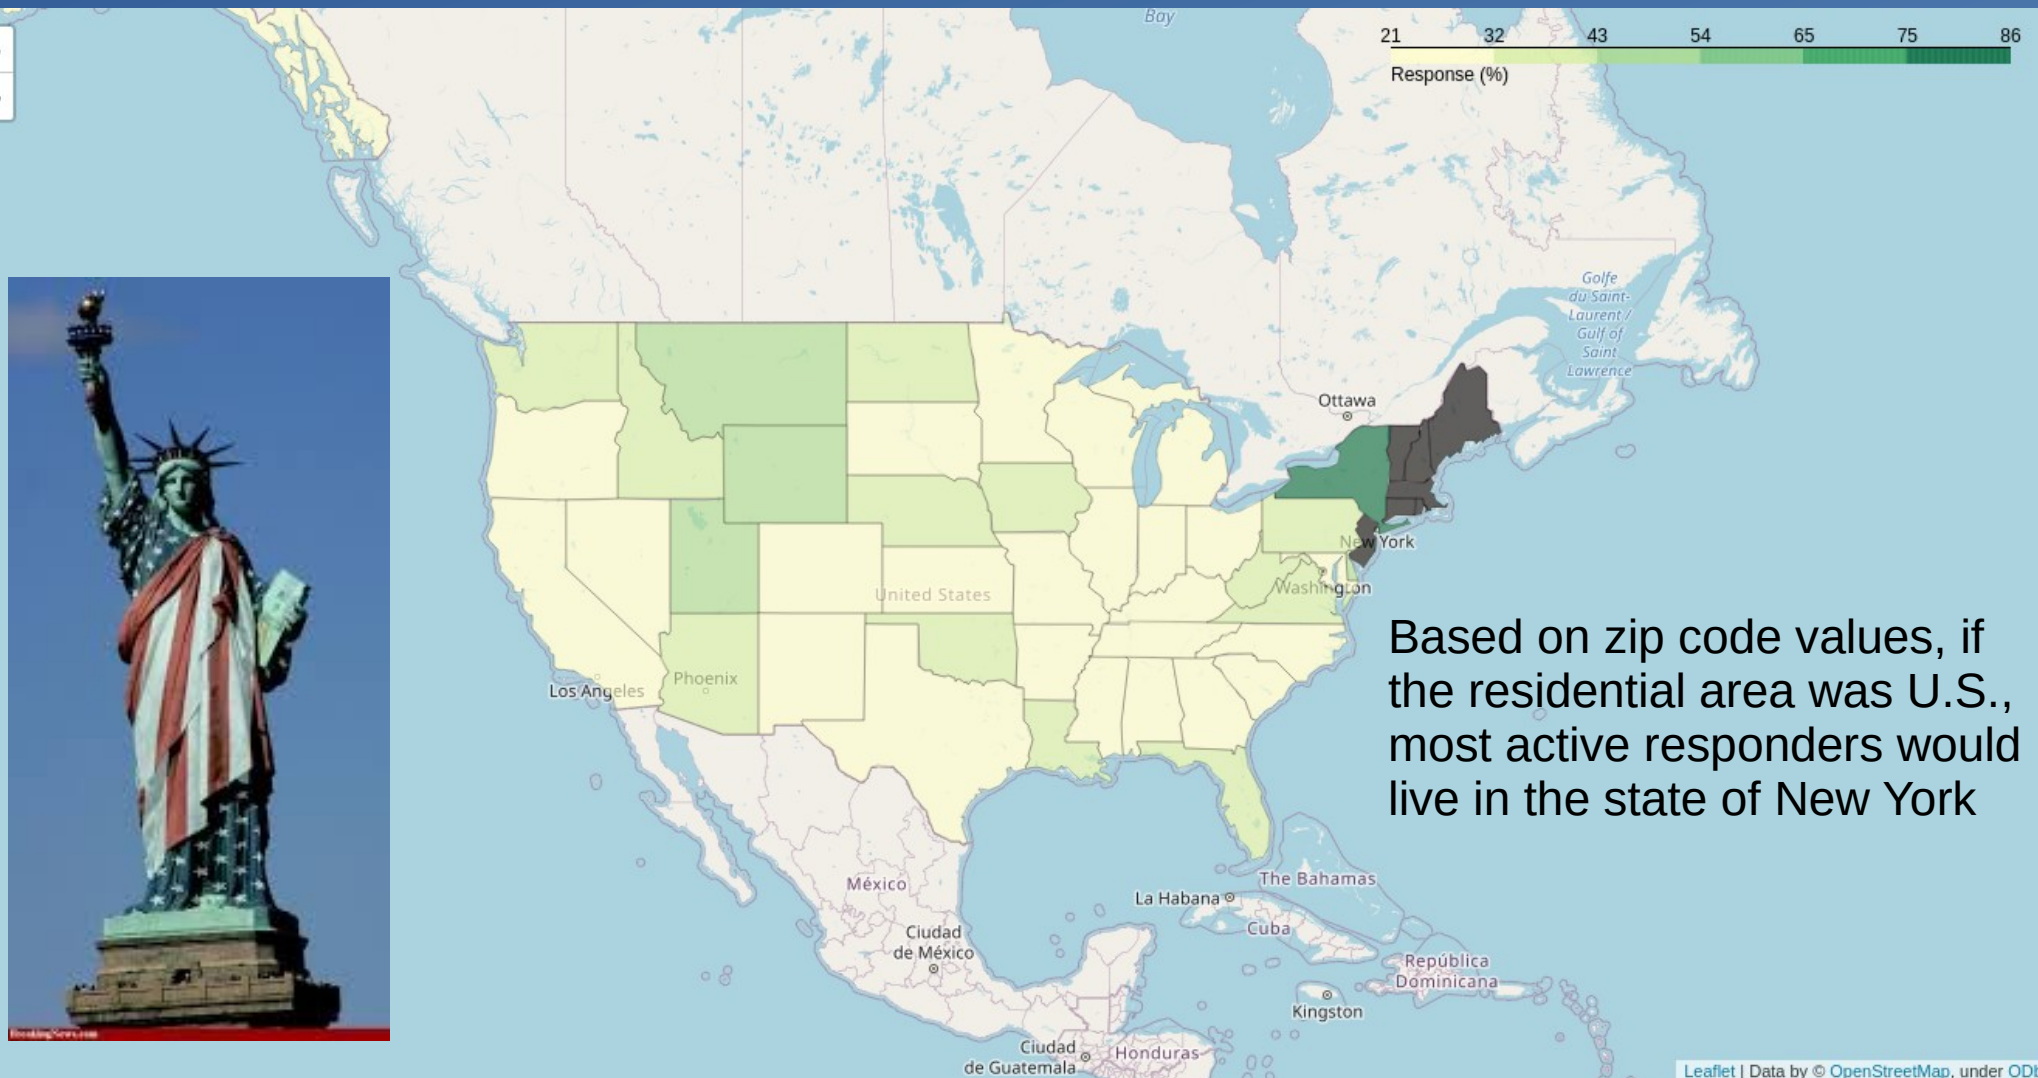 Bay
21 32 43 54 65 75 86
Response (%)
Golfe
du Saint-
Laurent /
Gulf of
Saint
Lawrence
Ottawa
New York
Washington
United States
Phoenix
Los Angeles
Based on zip code values, if
the residential area was U.S.,
most active responders would
live in the state of New York
The Bahamas
México
La Habana
Cuba
Ciudad
de México
República
Dominicana
Kingston
Ciudad
de Guatemala
Honduras
BreakingNews.com
Leaflet | Data by © OpenStreetMap, under ODb